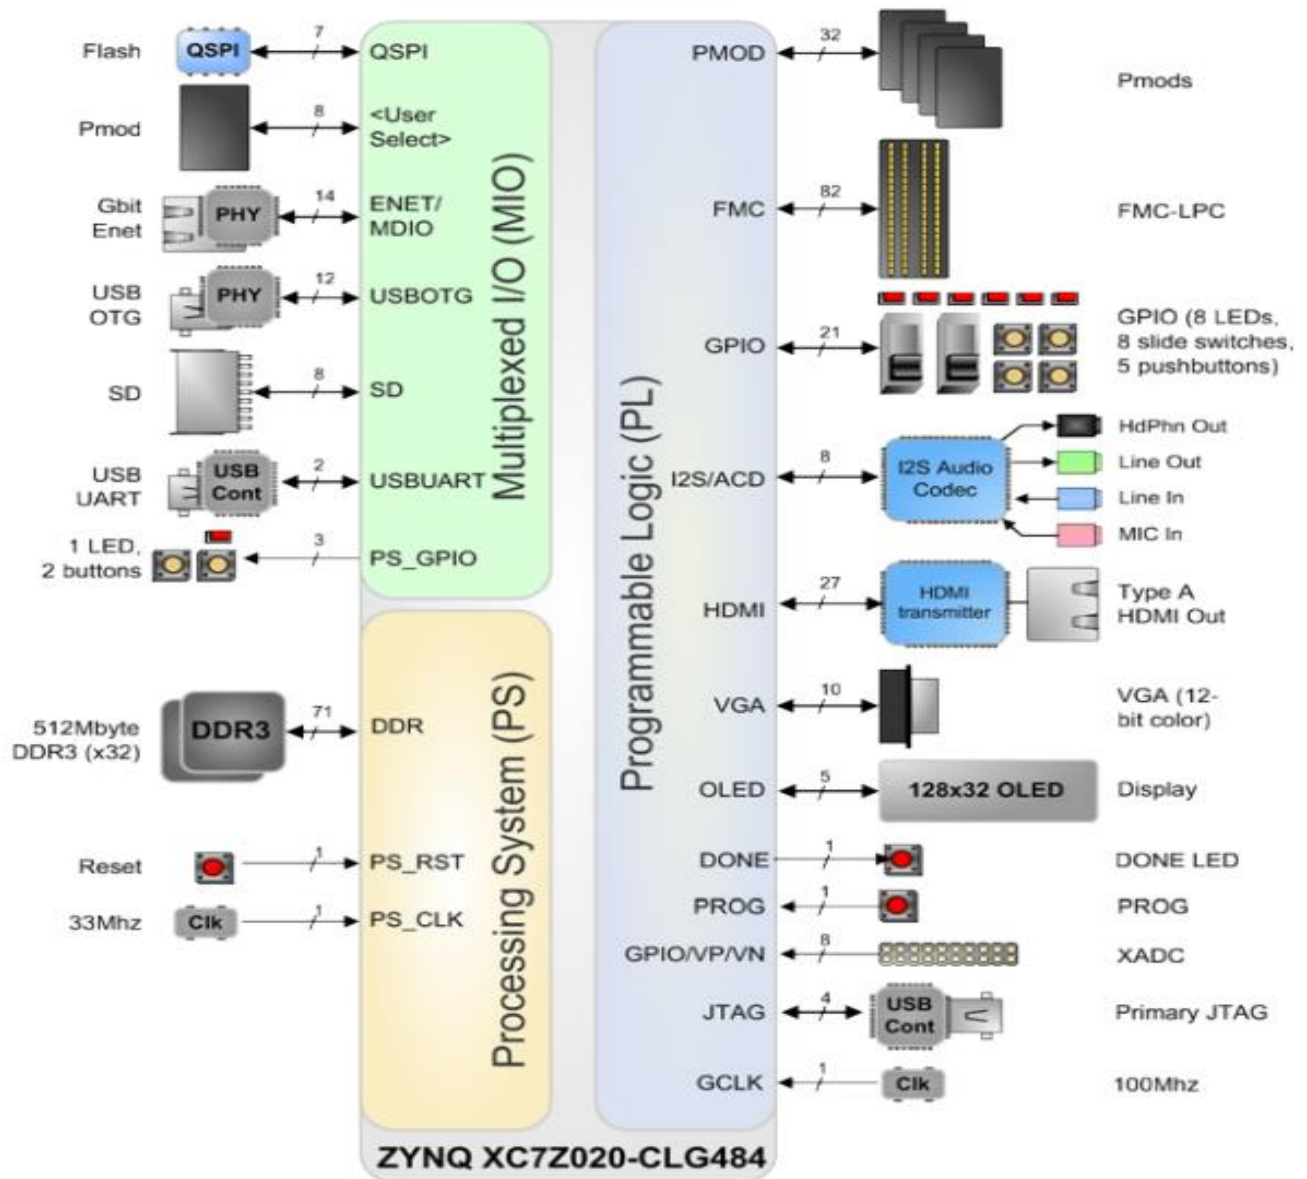 Flash
QSPI
7
QSPI
Pmod
8
<User
Select>
Gbit
Enet
PHY
14
ENET/
MDIO
USB
OTG
PHY
12
USBOTG
SD
8
SD
USB
UART
USB
Cont
2
USBUART
1 LED,
2 buttons
3
PS_GPIO
Multiplexed I/O (MIO)
512Mbyte
DDR3 (x32)
DDR3
71
DDR
Reset
1
PS_RST
33Mhz
Clk
1
PS_CLK
Processing System (PS)
Programmable Logic (PL)
PMOD
32
Pmods
FMC
82
FMC-LPC
GPIO
21
GPIO (8 LEDs,
8 slide switches,
5 pushbuttons)
I2S/ACD
8
I2S Audio
Codec
HdPhn Out
Line Out
Line In
MIC In
HDMI
27
HDMI
transmitter
Type A
HDMI Out
VGA
10
VGA (12-
bit color)
OLED
5
128x32 OLED
Display
DONE
1
DONE LED
PROG
1
PROG
GPIO/VP/VN
8
XADC
JTAG
4
USB
Cont
Primary JTAG
GCLK
1
Clk
100Mhz
ZYNQ XC7Z020-CLG484